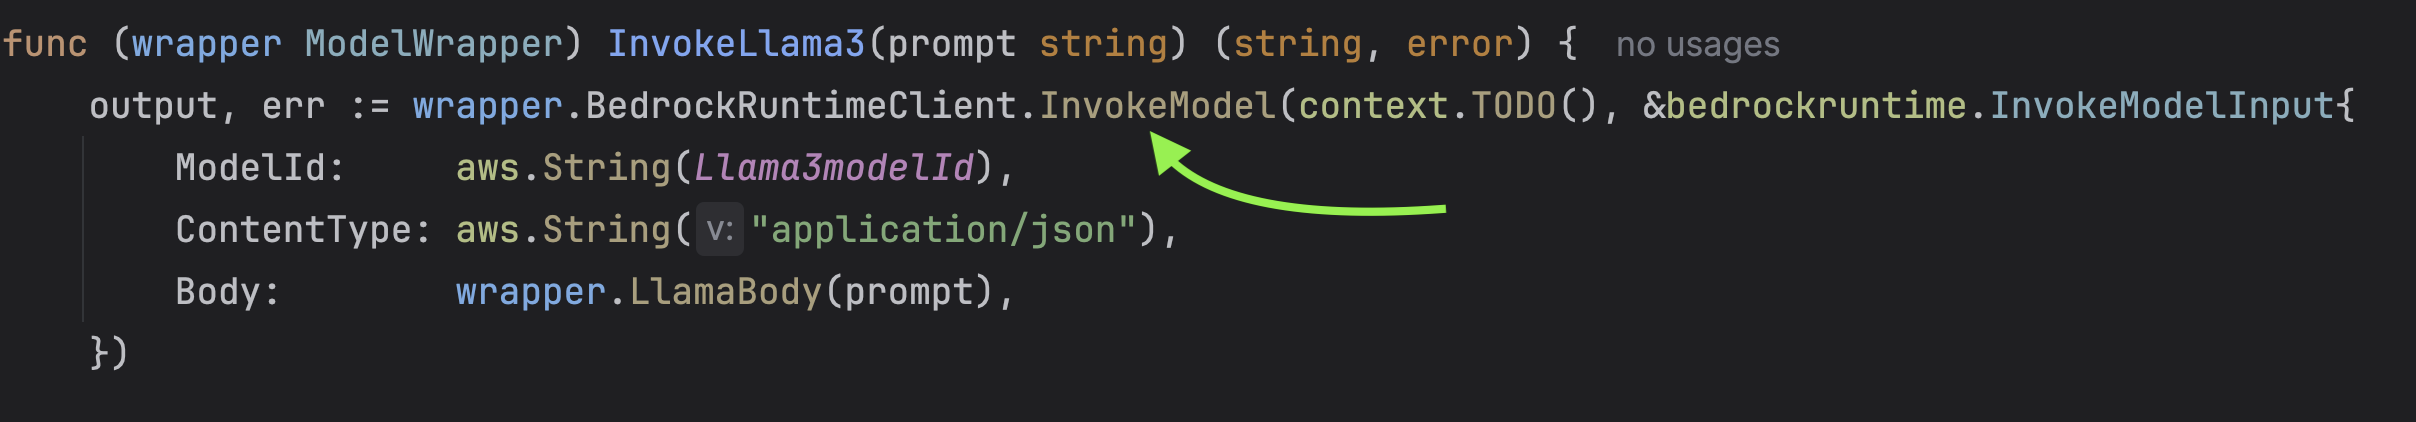 func (wrapper ModelWrapper) InvokeLlama3(prompt string) (string, error) { no usages
output, err := wrapper.BedrockRuntimeClient.InvokeModel(context.TODO(), &bedrockruntime.InvokeModelInput{
ModelId: aws.String(Llama3modelId),
ContentType: aws.String(v: "application/json"),
Body: wrapper.LlamaBody(prompt),
})